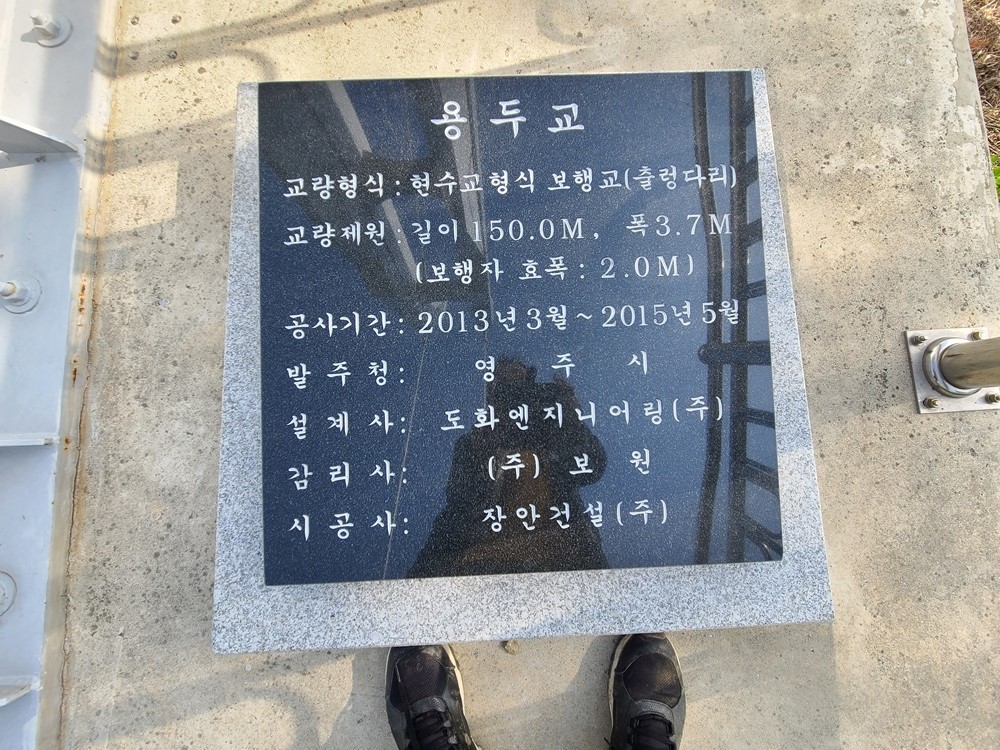 용두교
교량형식 : 현수교형식 보행교(출렁다리)
교량제원 : 길이 150.0M, 폭3.7M
(보행자 효폭 : 2.0M)
공사기간 : 2013년 3월 ~ 2015년 5월
발 주 청 : 영 주 시
설 계 사 : 도화엔지니어링(주)
감 리 사 : (주) 보 원
시 공 사 : 장안건설(주)